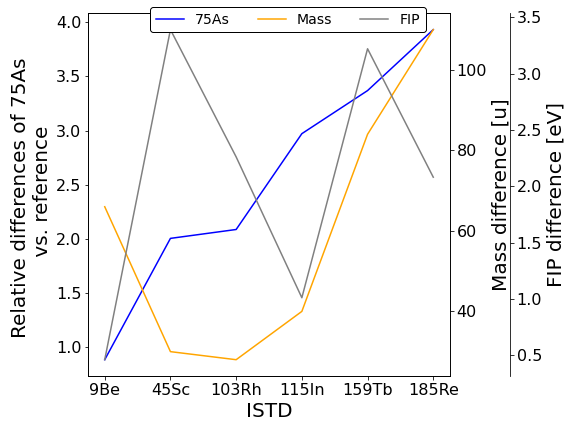 75As Mass FIP
Relative differences of 75As
vs. reference
4.0
3.5
3.0
2.5
2.0
1.5
1.0
100
80
60
40
Mass difference [u]
3.5
3.0
2.5
2.0
1.5
1.0
0.5
FIP difference [eV]
9Be 45Sc 103Rh 115In 159Tb 185Re
ISTD